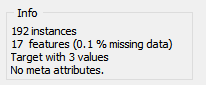 Info
192 instances
17 features (0.1 % missing data)
Target with 3 values
No meta attributes.